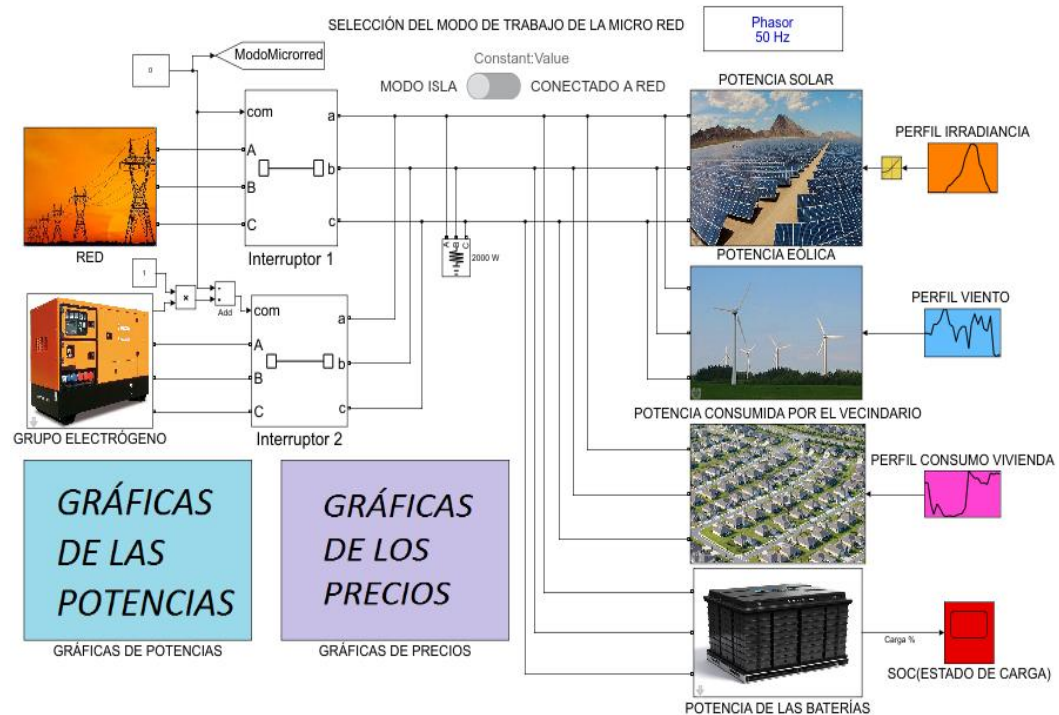 SELECCIÓN DEL MODO DE TRABAJO DE LA MICRO RED
Phasor
50 Hz
0
ModoMicrorred
Constant:Value
MODO ISLA
CONECTADO A RED
com
A
B
C
a
b
c
RED
Interruptor 1
A
B
C
2000 W
POTENCIA SOLAR
PERFIL IRRADIANCIA
1
×
Add
com
A
B
C
a
b
c
GRUPO ELECTRÓGENO
Interruptor 2
POTENCIA EÓLICA
PERFIL VIENTO
POTENCIA CONSUMIDA POR EL VECINDARIO
PERFIL CONSUMO VIVIENDA
GRÁFICAS
DE LAS
POTENCIAS
GRÁFICAS DE POTENCIAS
GRÁFICAS
DE LOS
PRECIOS
GRÁFICAS DE PRECIOS
Carga %
SOC(ESTADO DE CARGA)
POTENCIA DE LAS BATERÍAS